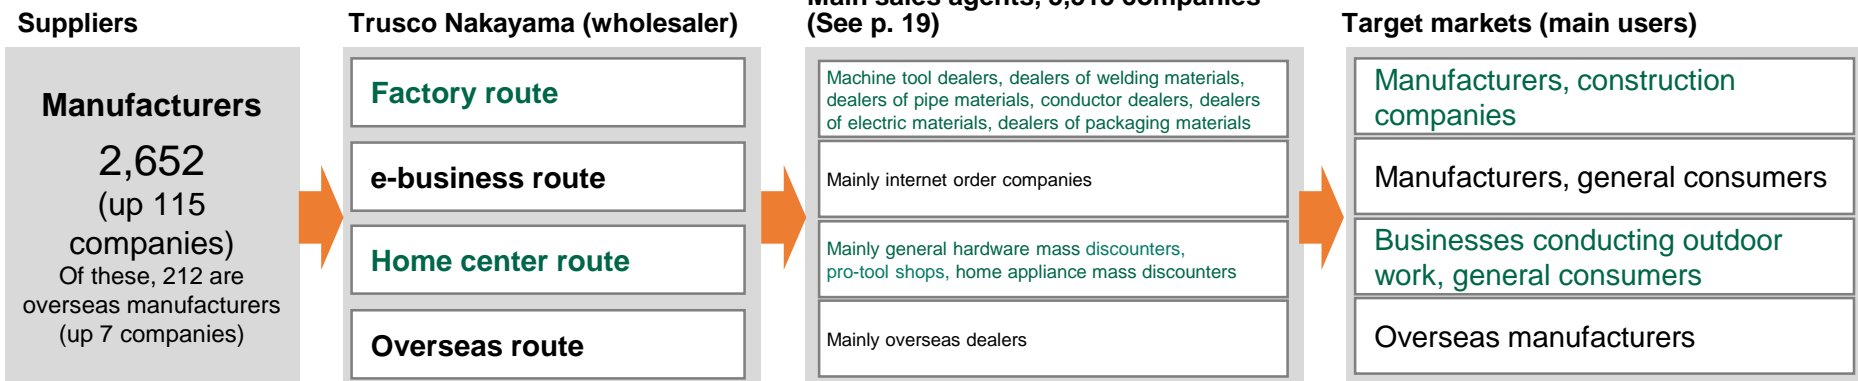 Suppliers
Manufacturers
2,652
(up 115
companies)
Of these, 212 are
overseas manufacturers
(up 7 companies)
Trusco Nakayama (wholesaler)
Factory route
e-business route
Home center route
Overseas route
Main sales agents, companies
(See p. 19)
Machine tool dealers, dealers of welding materials,
dealers of pipe materials, conductor dealers, dealers
of electric materials, dealers of packaging materials
Mainly internet order companies
Mainly general hardware mass discounters,
pro-tool shops, home appliance mass discounters
Mainly overseas dealers
Target markets (main users)
Manufacturers, construction
companies
Manufacturers, general consumers
Businesses conducting outdoor
work, general consumers
Overseas manufacturers